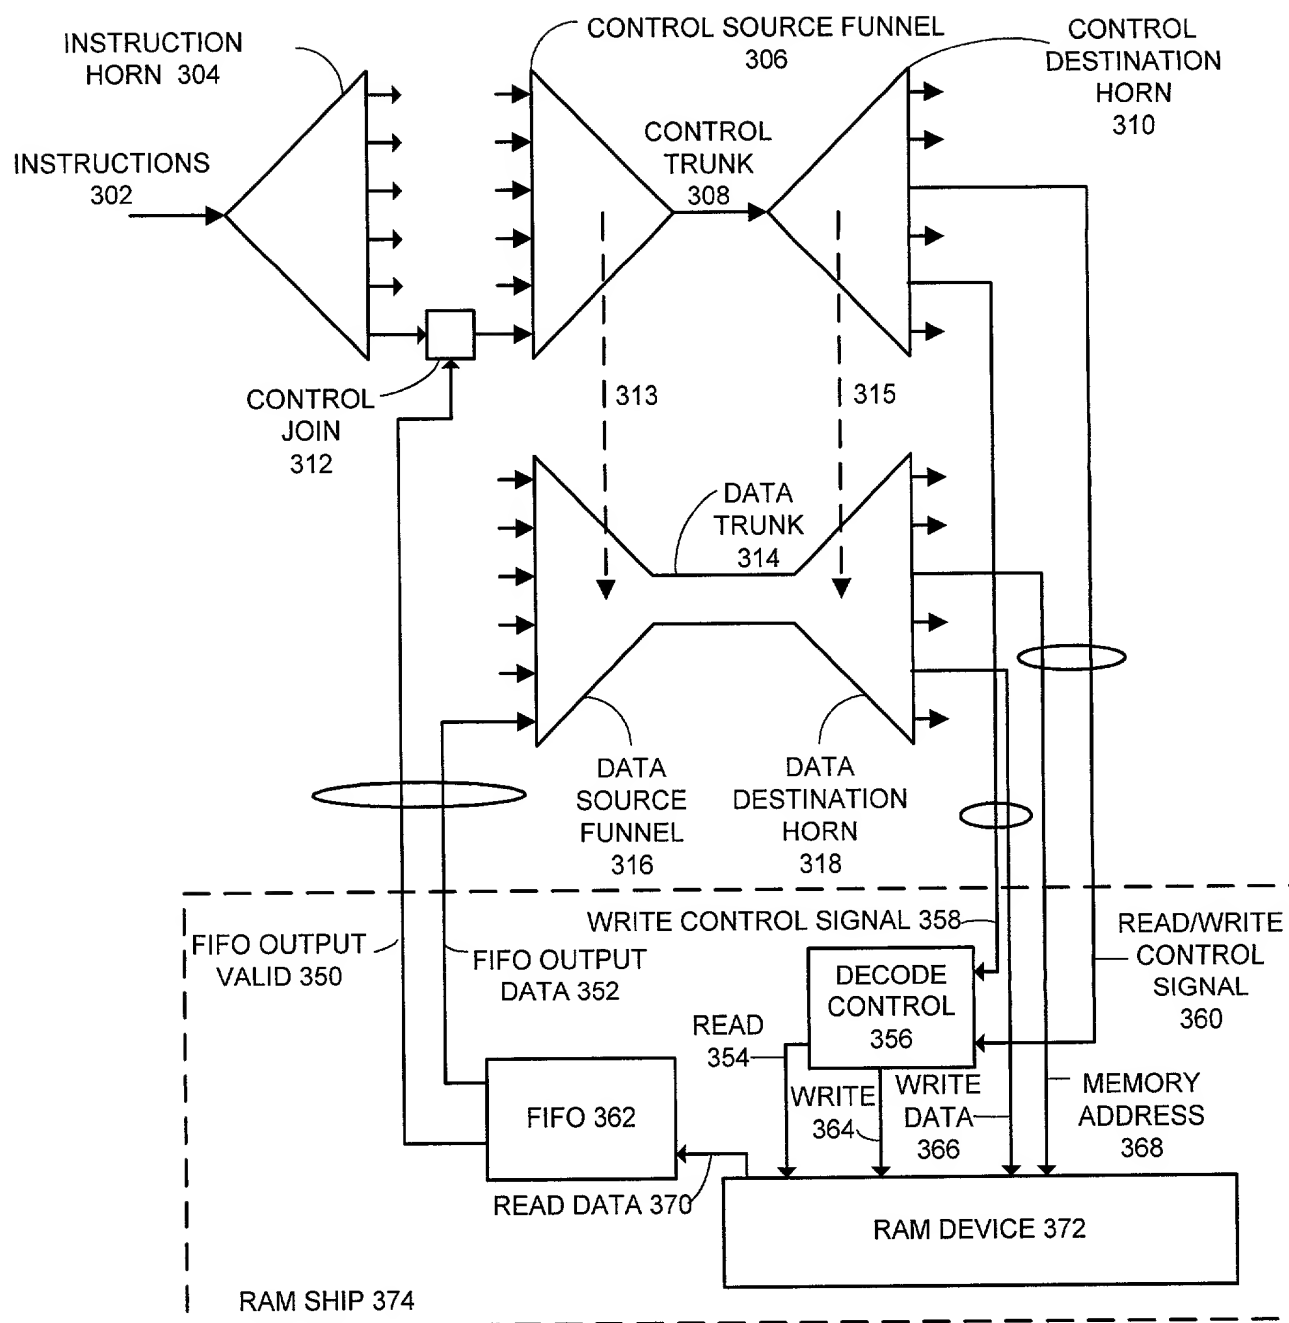 INSTRUCTION
HORN 304
CONTROL SOURCE FUNNEL
306
CONTROL
DESTINATION
HORN
310
INSTRUCTIONS
302
CONTROL
TRUNK
308
CONTROL
JOIN
312
313
315
DATA
TRUNK
314
DATA
SOURCE
FUNNEL
316
DATA
DESTINATION
HORN
318
WRITE CONTROL SIGNAL 358
READ/WRITE
CONTROL
SIGNAL
360
FIFO OUTPUT
VALID 350
FIFO OUTPUT
DATA 352
DECODE
CONTROL
356
READ
354
WRITE
364
WRITE
DATA
366
MEMORY
ADDRESS
368
FIFO 362
READ DATA 370
RAM DEVICE 372
RAM SHIP 374